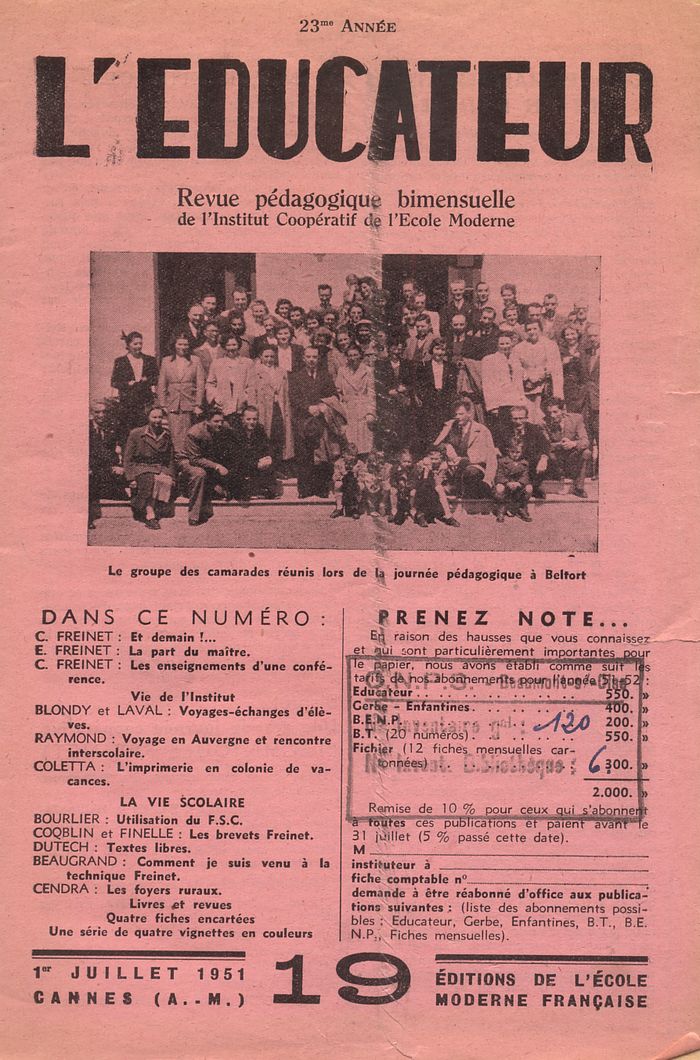 23me ANNÉE
L'EDUCATEUR
Revue pédagogique bimensuelle
de l'Institut Coopératif de l'Ecole Moderne
Le groupe des camarades réunis lors de la journée pédagogique à Belfort
DANS CE NUMÉRO :
C. FREINET : Et demain !...
E. FREINET : La part du maître.
C. FREINET : Les enseignements d'une confé-
rence.
Vie de l'Institut
BLONDY et LAVAL : Voyages-échanges d'élè-
ves.
RAYMOND : Voyage en Auvergne et rencontre
interscolaire.
COLETTA : L'imprimerie en colonie de va-
cances.
LA VIE SCOLAIRE
BOURLIER : Utilisation du F.S.C.
COQBLIN et FINELLE : Les brevets Freinet.
DUTECH : Textes libres.
BEAUGRAND : Comment je suis venu à la
technique Freinet.
CENDRA : Les foyers ruraux.
Livres et revues
Quatre fiches encartées
Une série de quatre vignettes en couleurs
PRENEZ NOTE...
En raison des hausses que vous connaissez
et qui sont particulièrement importantes pour
le papier, nous avons établi comme suit les
tarifs de nos abonnements pour l'année 51-52 :
Educateur 550. »
Gerbe - Enfantines 400. »
B.E.N.P. 200. »
B.T. (20 numéros) 550. »
Fichier (12 fiches mensuelles car-
tonnées) 300. »
2.000. »
C.N.P.S.
120
6.
Remise de 10 % pour ceux qui s'abonnent
à toutes ces publications et paient avant le
31 juillet (5 % passé cette date).
M
instituteur à
fiche comptable n°
demande à être réabonné d'office aux publica-
tions suivantes : (liste des abonnements possi-
bles : Educateur, Gerbe, Enfantines, B.T., B.E.
N.P., Fiches mensuelles).
1er JUILLET 1951
CANNES (A.-M.)
19
ÉDITIONS DE L'ÉCOLE
MODERNE FRANÇAISE